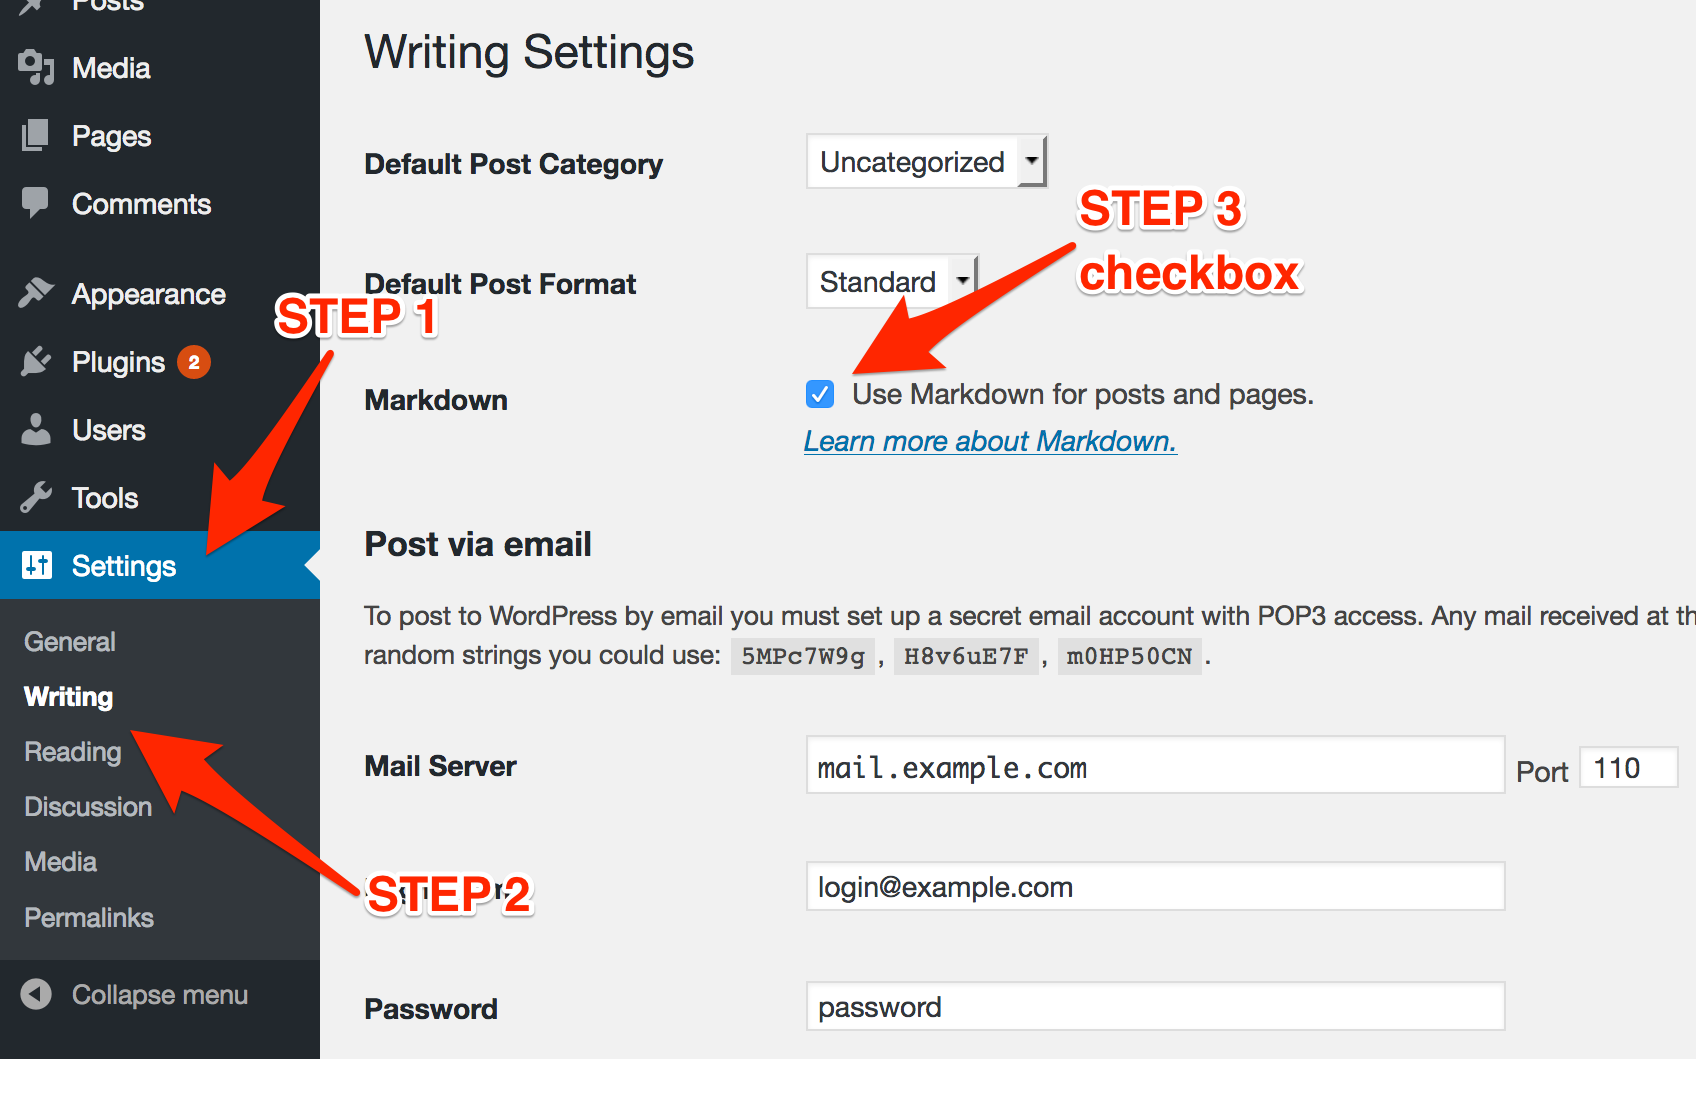 Posts
Media
Pages
Comments
Appearance
Plugins 2
Users
Tools
Settings
General
Writing
Reading
Discussion
Media
Permalinks
Collapse menu
Writing Settings
Default Post Category
Uncategorized
STEP 3
checkbox
Default Post Format
Standard
STEP 1
Markdown
Use Markdown for posts and pages.
Learn more about Markdown.
Post via email
To post to WordPress by email you must set up a secret email account with POP3 access. Any mail received at
random strings you could use: 5MPc7W9g , H8v6uE7F , m0HP50CN .
Mail Server
mail.example.com
Port 110
STEP 2
login@example.com
Password
password